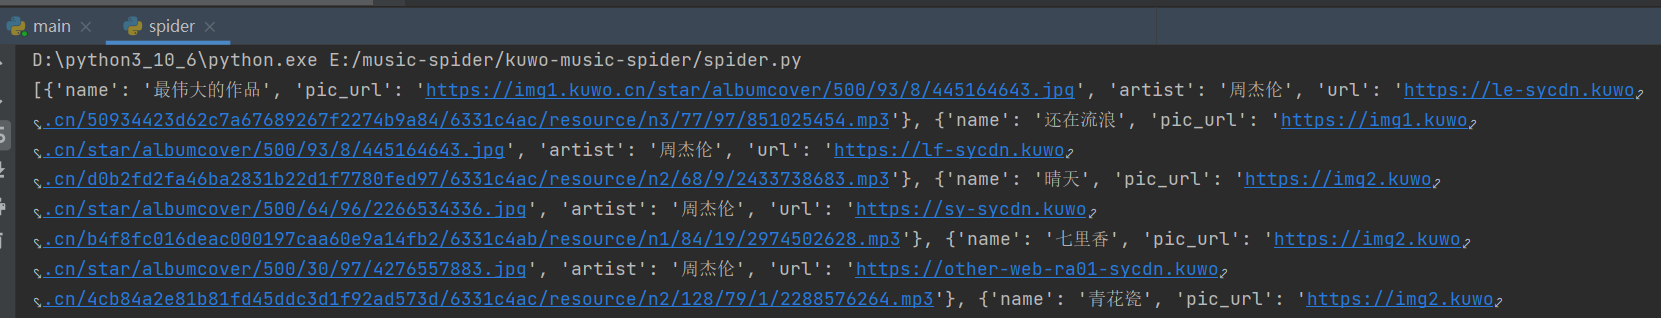 main
spider
D:\python3_10_6\python.exe E:/music-spider/kuwo-music-spider/spider.py
[{'name': '最伟大的作品', 'pic_url': 'https://img1.kuwo.cn/star/albumcover/500/93/8/445164643.jpg', 'artist': '周杰伦', 'url': 'https://le-sycdn.kuwo
.cn/50934423d62c7a67689267f2274b9a84/6331c4ac/resource/n3/77/97/851025454.mp3'}, {'name': '还在流浪', 'pic_url': 'https://img1.kuwo
.cn/star/albumcover/500/93/8/445164643.jpg', 'artist': '周杰伦', 'url': 'https://lf-sycdn.kuwo
.cn/d0b2fd2fa46ba2831b22d1f7780fed97/6331c4ac/resource/n2/68/9/2433738683.mp3'}, {'name': '晴天', 'pic_url': 'https://img2.kuwo
.cn/star/albumcover/500/64/96/2266534336.jpg', 'artist': '周杰伦', 'url': 'https://sy-sycdn.kuwo
.cn/b4f8fc016deac000197caa60e9a14fb2/6331c4ab/resource/n1/84/19/2974502628.mp3'}, {'name': '七里香', 'pic_url': 'https://img2.kuwo
.cn/star/albumcover/500/30/97/4276557883.jpg', 'artist': '周杰伦', 'url': 'https://other-web-ra01-sycdn.kuwo
.cn/4cb84a2e81b81fd45ddc3d1f92ad573d/6331c4ac/resource/n2/128/79/1/2288576264.mp3'}, {'name': '青花瓷', 'pic_url': 'https://img2.kuwo